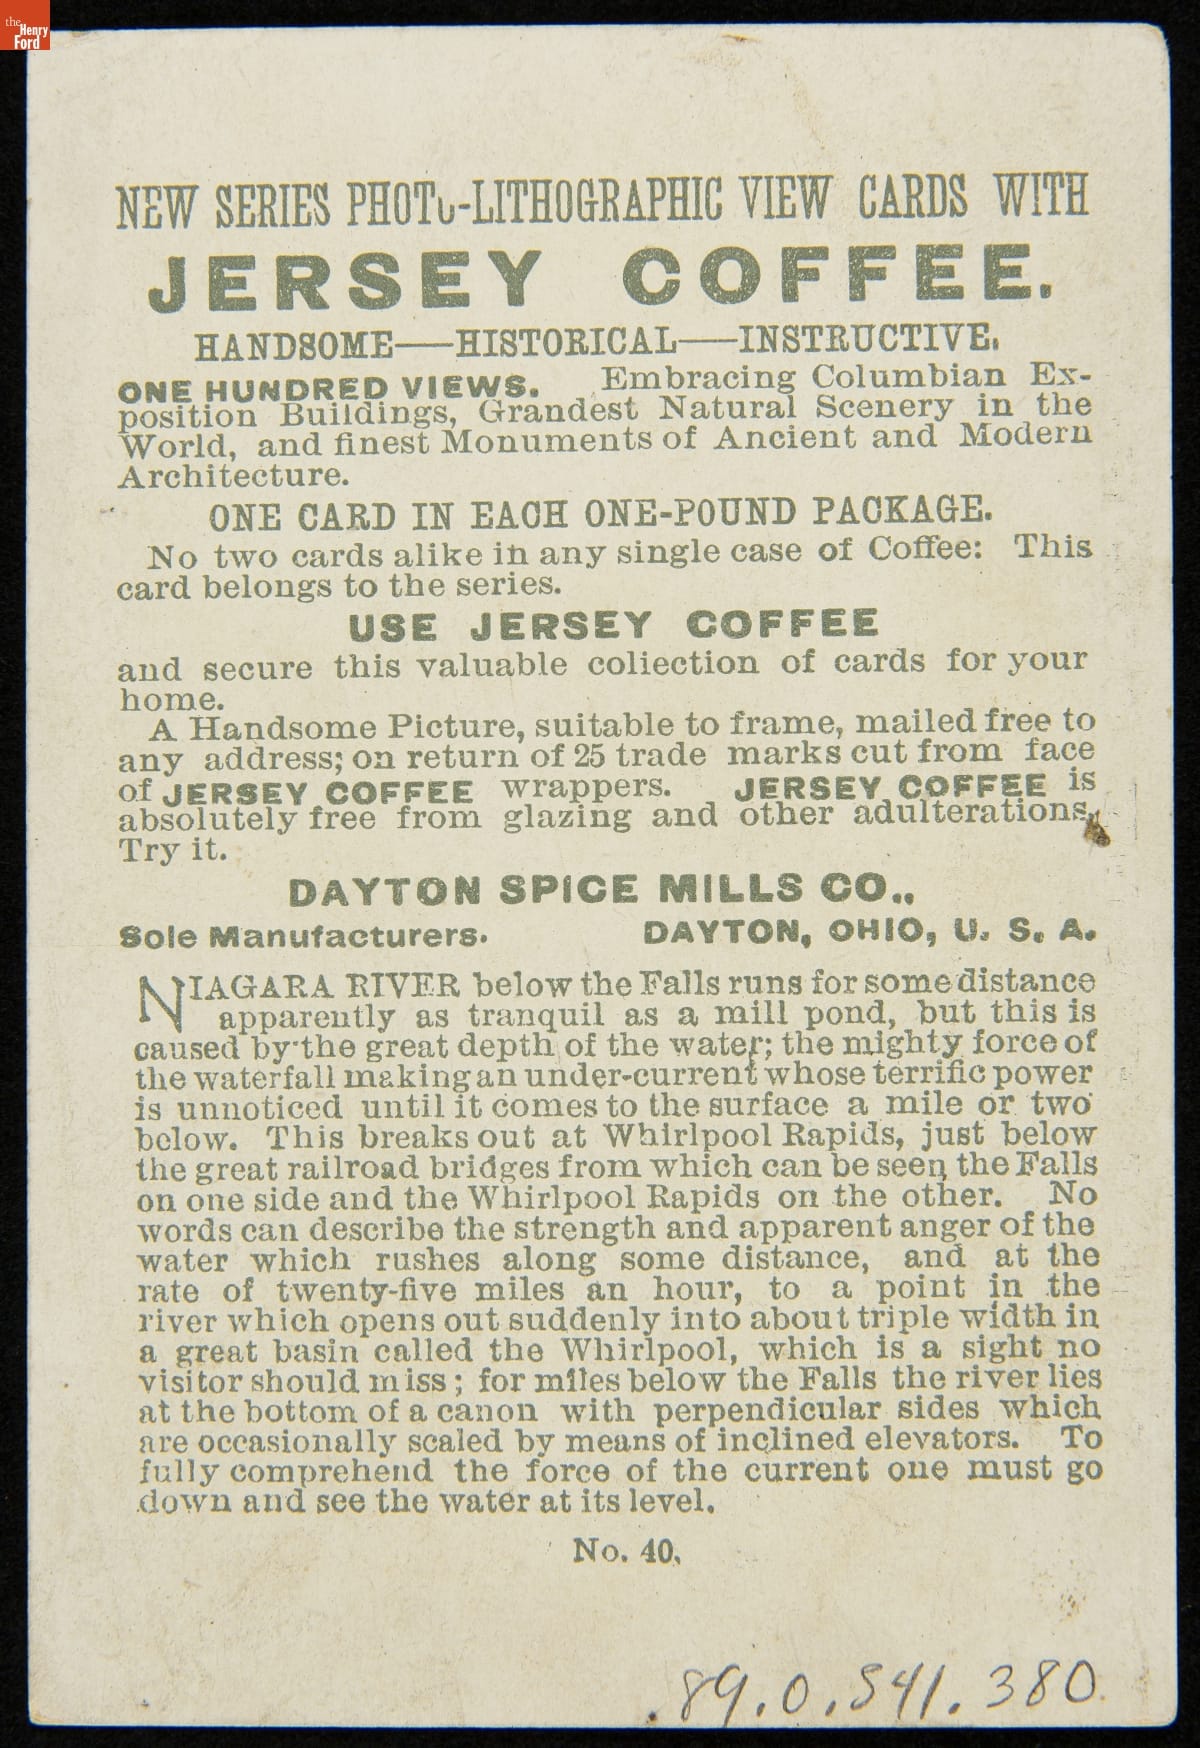 the
Henry
Ford
NEW SERIES PHOTO-LITHOGRAPHIC VIEW CARDS WITH
JERSEY COFFEE.
HANDSOME—HISTORICAL—INSTRUCTIVE.
ONE HUNDRED VIEWS. Embracing Columbian Ex-
position Buildings, Grandest Natural Scenery in the
World, and finest Monuments of Ancient and Modern
Architecture.
ONE CARD IN EACH ONE-POUND PACKAGE.
No two cards alike in any single case of Coffee: This
card belongs to the series.
USE JERSEY COFFEE
and secure this valuable coliection of cards for your
home.
A Handsome Picture, suitable to frame, mailed free to
any address; on return of 25 trade marks cut from face
of JERSEY COFFEE wrappers. JERSEY COFFEE is
absolutely free from glazing and other adulterations.
Try it.
DAYTON SPICE MILLS CO.,
Sole Manufacturers. DAYTON, OHIO, U. S. A.
NIAGARA RIVER below the Falls runs for some distance
apparently as tranquil as a mill pond, but this is
caused by the great depth of the water; the mighty force of
the waterfall making an under-current whose terrific power
is unnoticed until it comes to the surface a mile or two
below. This breaks out at Whirlpool Rapids, just below
the great railroad bridges from which can be seen the Falls
on one side and the Whirlpool Rapids on the other. No
words can describe the strength and apparent anger of the
water which rushes along some distance, and at the
rate of twenty-five miles an hour, to a point in the
river which opens out suddenly into about triple width in
a great basin called the Whirlpool, which is a sight no
visitor should miss; for miles below the Falls the river lies
at the bottom of a canon with perpendicular sides which
are occasionally scaled by means of inclined elevators. To
fully comprehend the force of the current one must go
down and see the water at its level.
No. 40.
.89.0.541.380